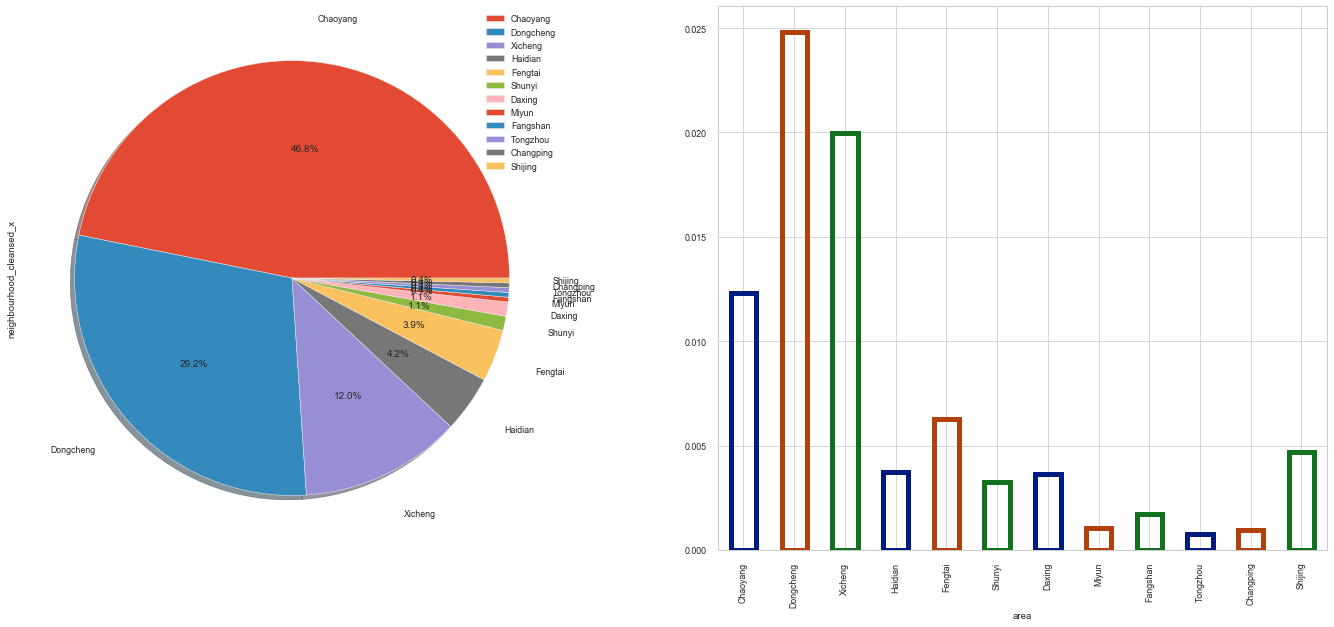 Chaoyang
Dongcheng
Xicheng
Haidian
Fengtai
Shunyi
Daxing
Miyun
Fangshan
Tongzhou
Changping
Shijing
neighbourhood_cleansed_x
Chaoyang
46.8%
Dongcheng
29.2%
Xicheng
12.0%
Haidian
4.2%
Fengtai
3.9%
Shunyi
1.1%
Daxing
1.1%
Miyun
Fangshan
Tongzhou
Changping
Shijing
0.4%
0.025
0.020
0.015
0.010
0.005
0.000
Chaoyang
Dongcheng
Xicheng
Haidian
Fengtai
Shunyi
Daxing
Miyun
Fangshan
Tongzhou
Changping
Shijing
area